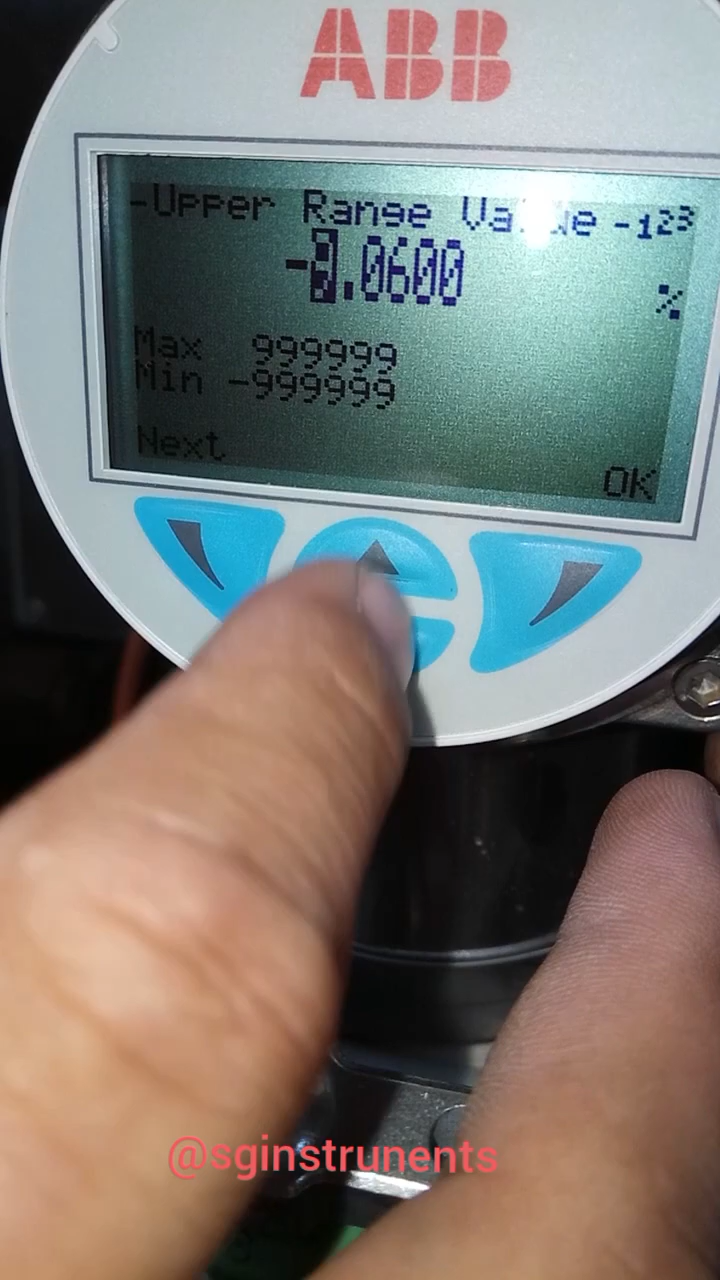 ABB
-Upper Range Value -123
-0.0600
%
Max 999999
Min -999999
Next
OK
@sginstrunents